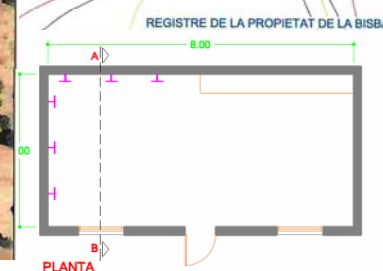 REGISTRE DE LA PROPIETAT DE LA BISBA
8.00
A
00
B
PLANTA